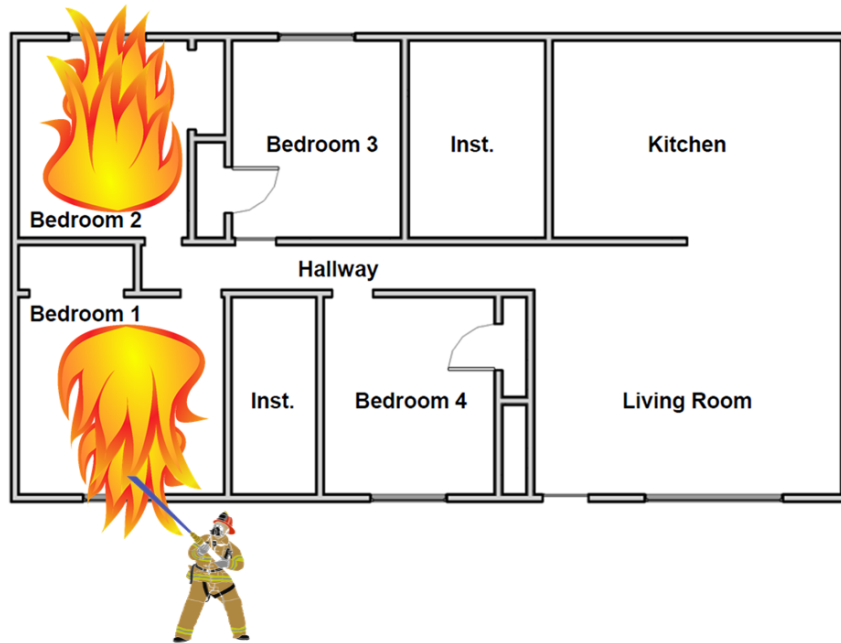 Bedroom 3
Inst.
Kitchen
Bedroom 2
Hallway
Bedroom 1
Inst.
Bedroom 4
Living Room